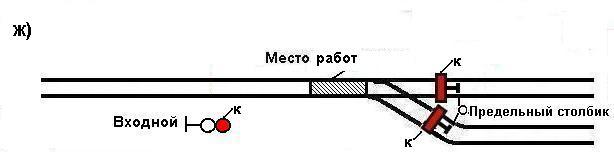 ж)
Место работ
к
Входной
к
Предельный столбик
к